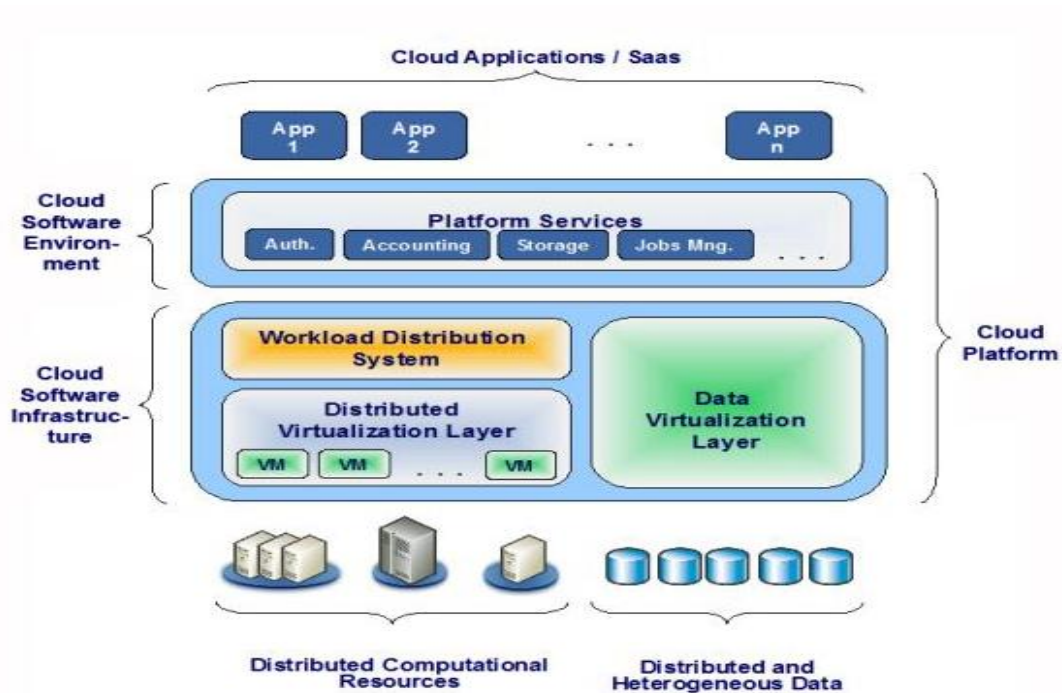 Cloud Applications / Saas
App
1
App
2
. . .
App
n
Cloud
Software
Environ-
ment
Platform Services
Auth.
Accounting
Storage
Jobs Mng.
. . .
Cloud
Platform
Cloud
Software
Infrastruc-
ture
Workload Distribution
System
Distributed
Virtualization Layer
VM
VM
. . .
VM
Data
Virtualization
Layer
Distributed Computational
Resources
Distributed and
Heterogeneous Data